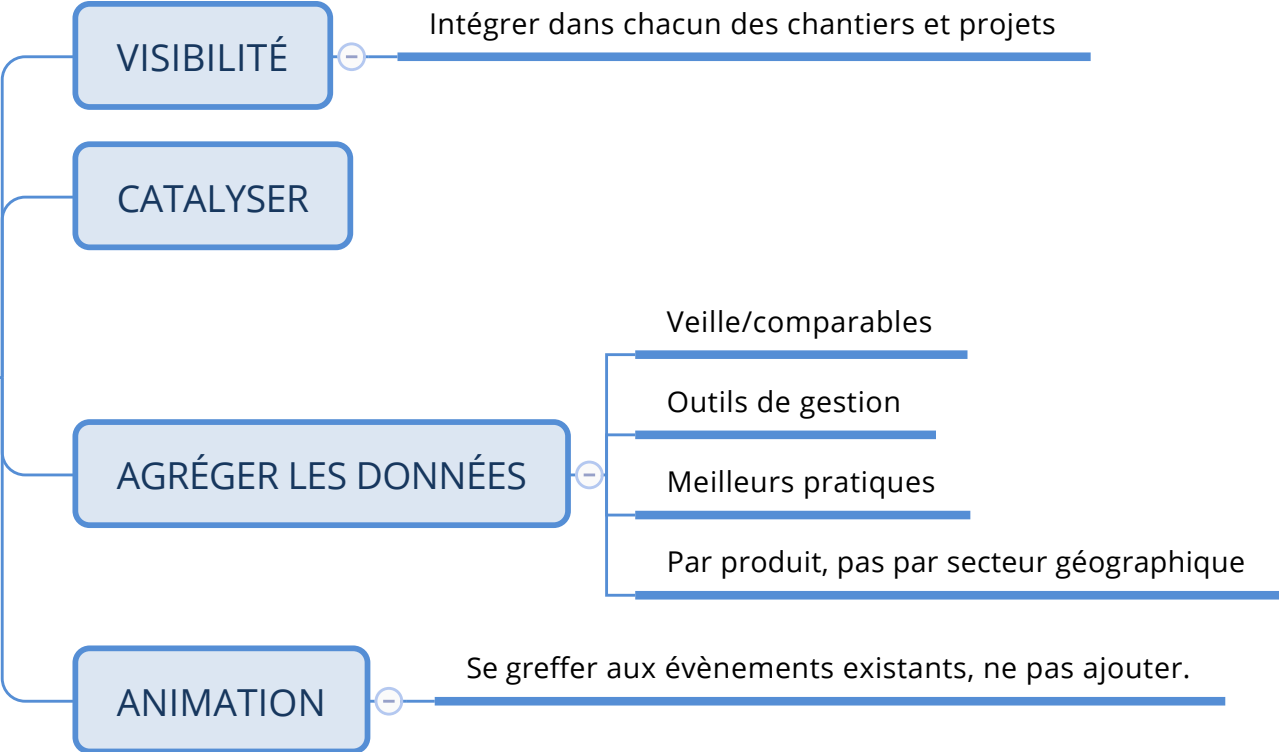 VISIBILITÉ
Intégrer dans chacun des chantiers et projets
CATALYSER
AGRÉGER LES DONNÉES
Veille/comparables
Outils de gestion
Meilleurs pratiques
Par produit, pas par secteur géographique
ANIMATION
Se greffer aux évènements existants, ne pas ajouter.